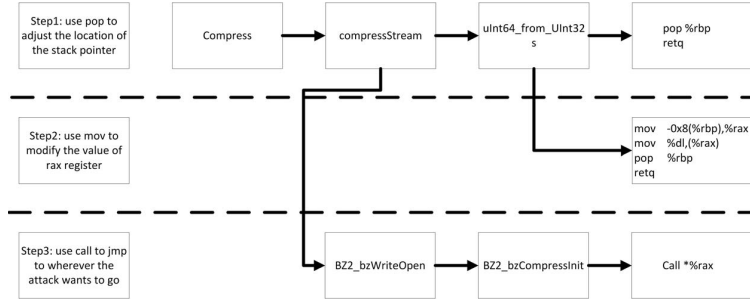 Step1: use pop to
adjust the location of
the stack pointer
Compress
compressStream
uInt64_from_UInt32
s
pop %rbp
retq
Step2: use mov to
modify the value of
rax register
mov -0x8(%rbp),%rax
mov %dl,(%rax)
pop %rbp
retq
Step3: use call to jmp
to wherever the
attack wants to go
BZ2_bzWriteOpen
BZ2_bzCompressInit
Call *%rax